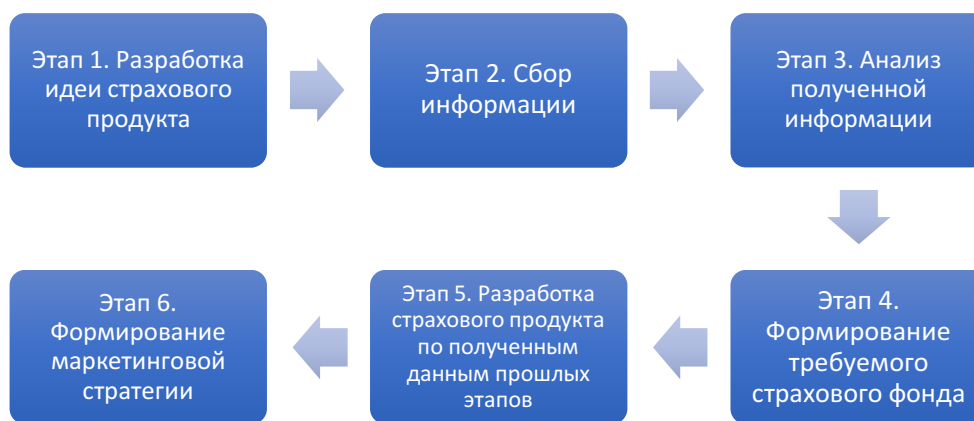 Этап 1. Разработка
идеи страхового
продукта
Этап 2. Сбор
информации
Этап 3. Анализ
полученной
информации
Этап 4.
Формирование
требуемого
страхового фонда
Этап 5. Разработка
страхового продукта
по полученным
данным прошлых
этапов
Этап 6.
Формирование
маркетинговой
стратегии